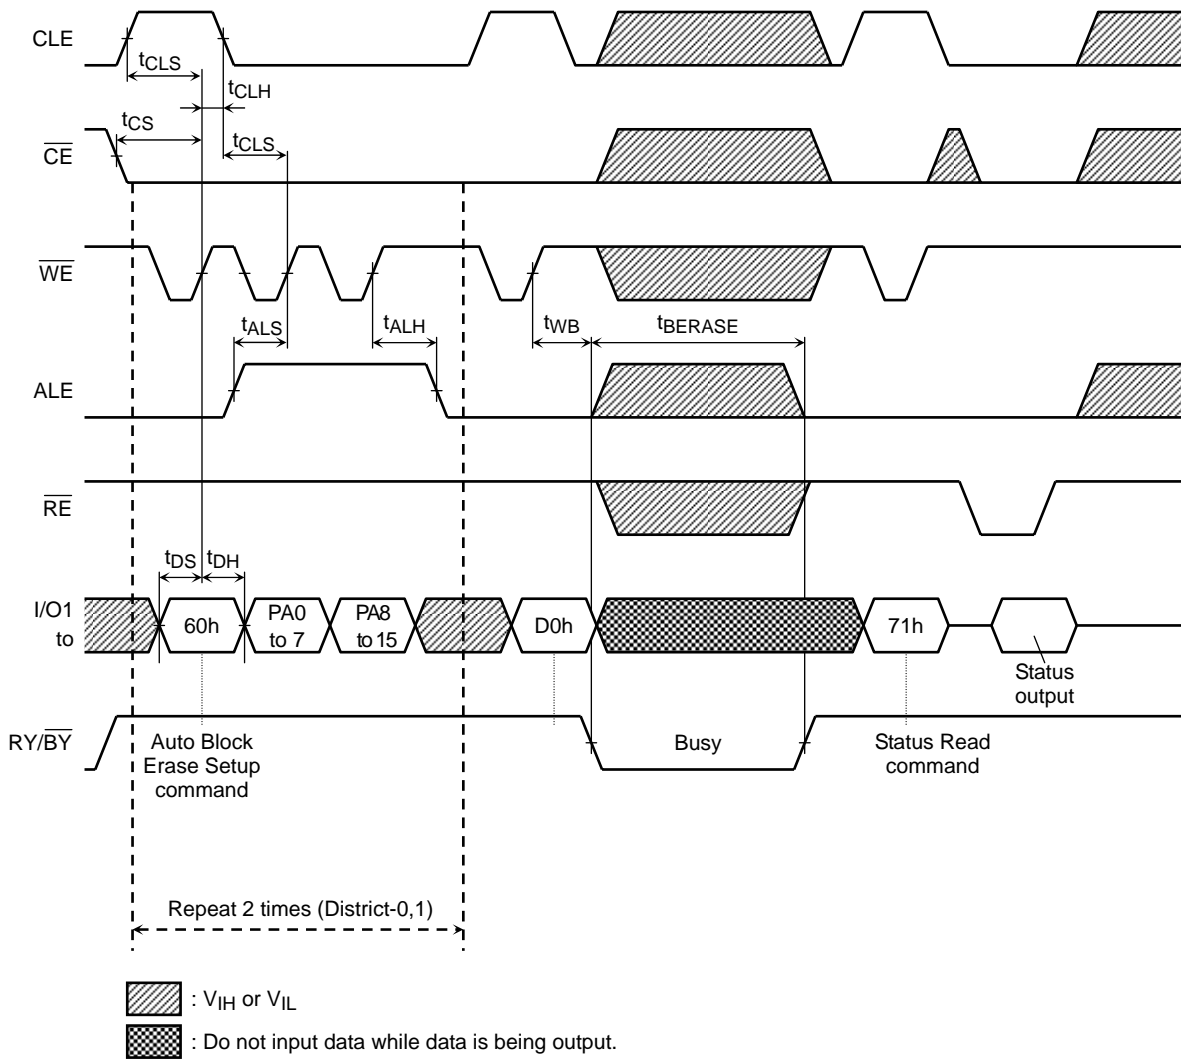 CLE
tCLS
tCLH
tCS
tCLS
CE
WE
tALS
tALH
tWB
tBERASE
ALE
RE
tDS
tDH
I/O1
to
60h
PA0
to 7
PA8
to 15
D0h
71h
Status
output
RY/BY
Auto Block
Erase Setup
command
Busy
Status Read
command
Repeat 2 times (District-0,1)
: VIH or VIL
: Do not input data while data is being output.